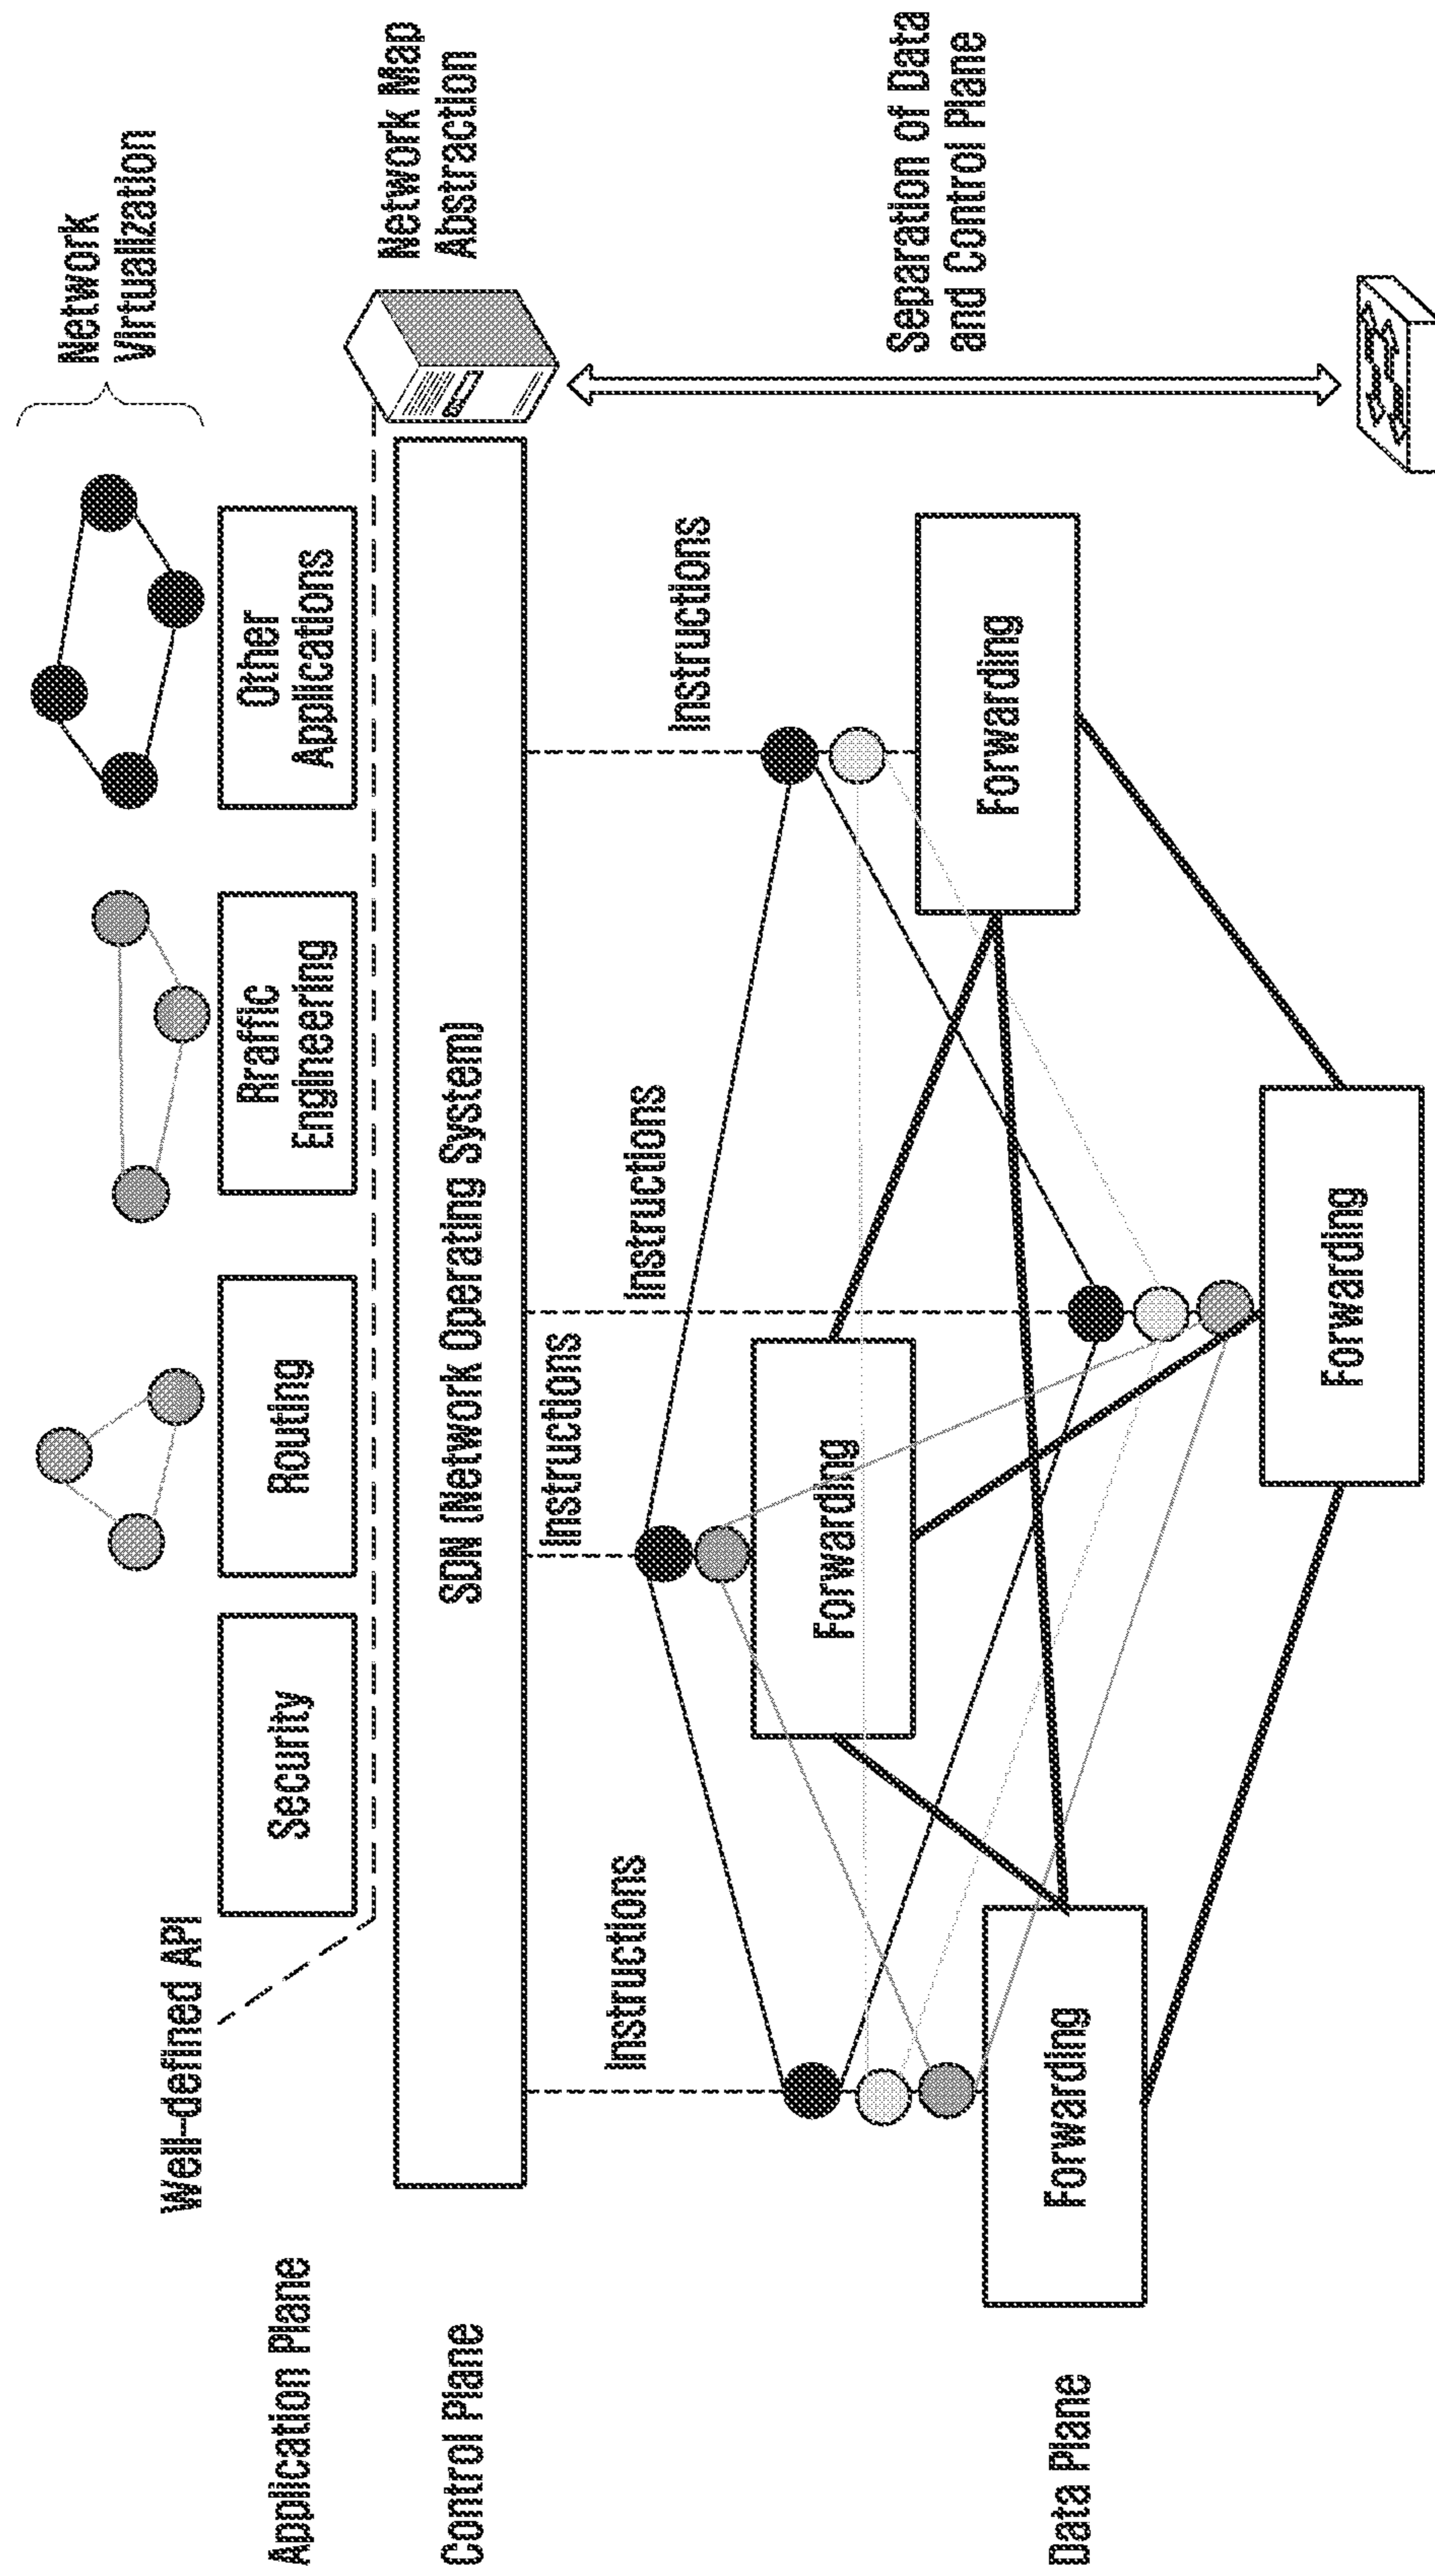 Network
Virtualization
Well-defined API
Application Plane
Security
Routing
Rraffic
Engineering
Other
Applications
Network Map
Abstraction
Control Plane
SDN (Network Operating System)
Instructions
Instructions
Instructions
Instructions
Separation of Data
and Control Plane
Data Plane
Forwarding
Forwarding
Forwarding
Forwarding